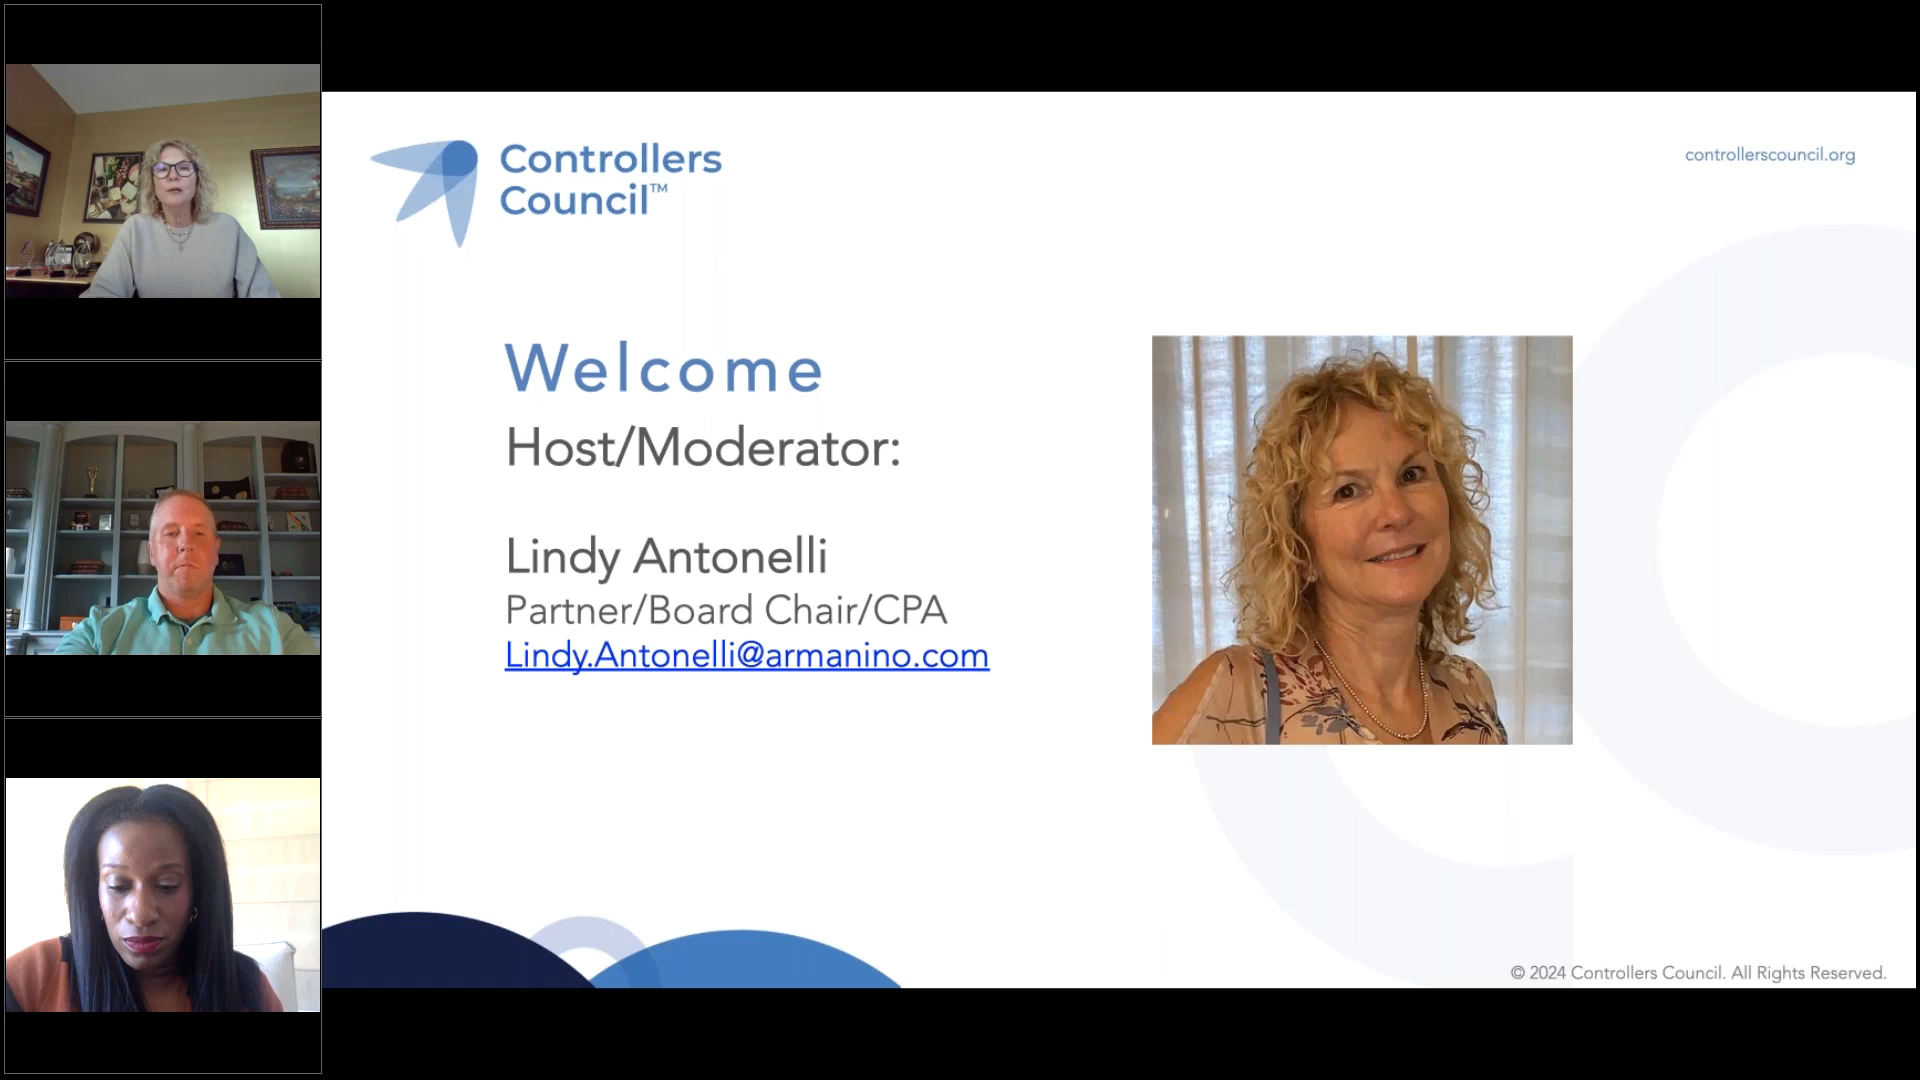 Controllers
Council™
controllerscouncil.org
Welcome
Host/Moderator:
Lindy Antonelli
Partner/Board Chair/CPA
Lindy.Antonelli@armanino.com
© 2024 Controllers Council. All Rights Reserved.